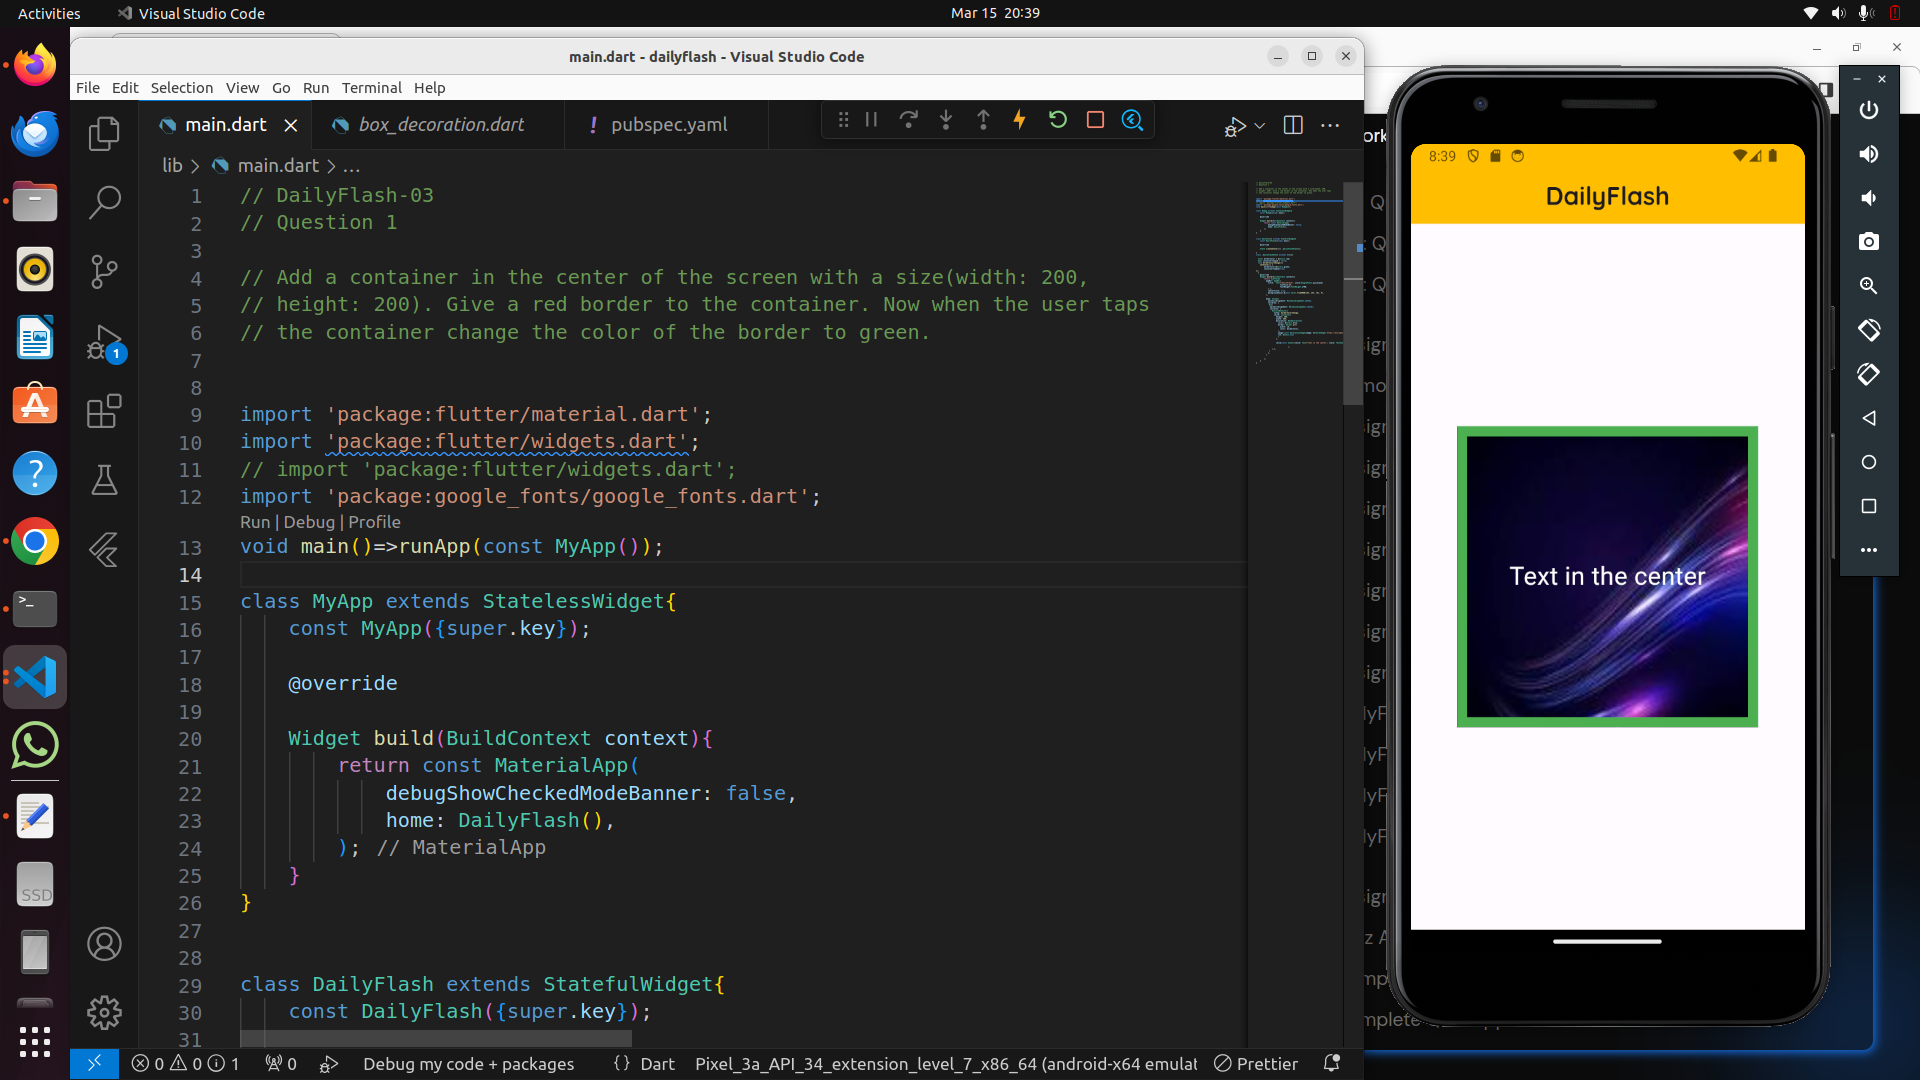 Activities
Visual Studio Code
Mar 15 20:39
main.dart - dailyflash - Visual Studio Code
File Edit Selection View Go Run Terminal Help
main.dart
box_decoration.dart
! pubspec.yaml
lib > main.dart > ...
1 // DailyFlash-03
2 // Question 1
3
4 // Add a container in the center of the screen with a size(width: 200,
5 // height: 200). Give a red border to the container. Now when the user taps
6 // the container change the color of the border to green.
7
8
9 import 'package:flutter/material.dart';
10 import 'package:flutter/widgets.dart';
11 // import 'package:flutter/widgets.dart';
12 import 'package:google_fonts/google_fonts.dart';
Run | Debug | Profile
13 void main()=>runApp(const MyApp());
14
15 class MyApp extends StatelessWidget{
16 const MyApp({super.key});
17
18 @override
19
20 Widget build(BuildContext context){
21 return const MaterialApp(
22 debugShowCheckedModeBanner: false,
23 home: DailyFlash(),
24 ); // MaterialApp
25 }
26 }
27
28
29 class DailyFlash extends StatefulWidget{
30 const DailyFlash({super.key});
31
1
SSD
0 0 1 0 Debug my code + packages {} Dart Pixel_3a_API_34_extension_level_7_x86_64 (android-x64 emulat Prettier
8:39
DailyFlash
Text in the center